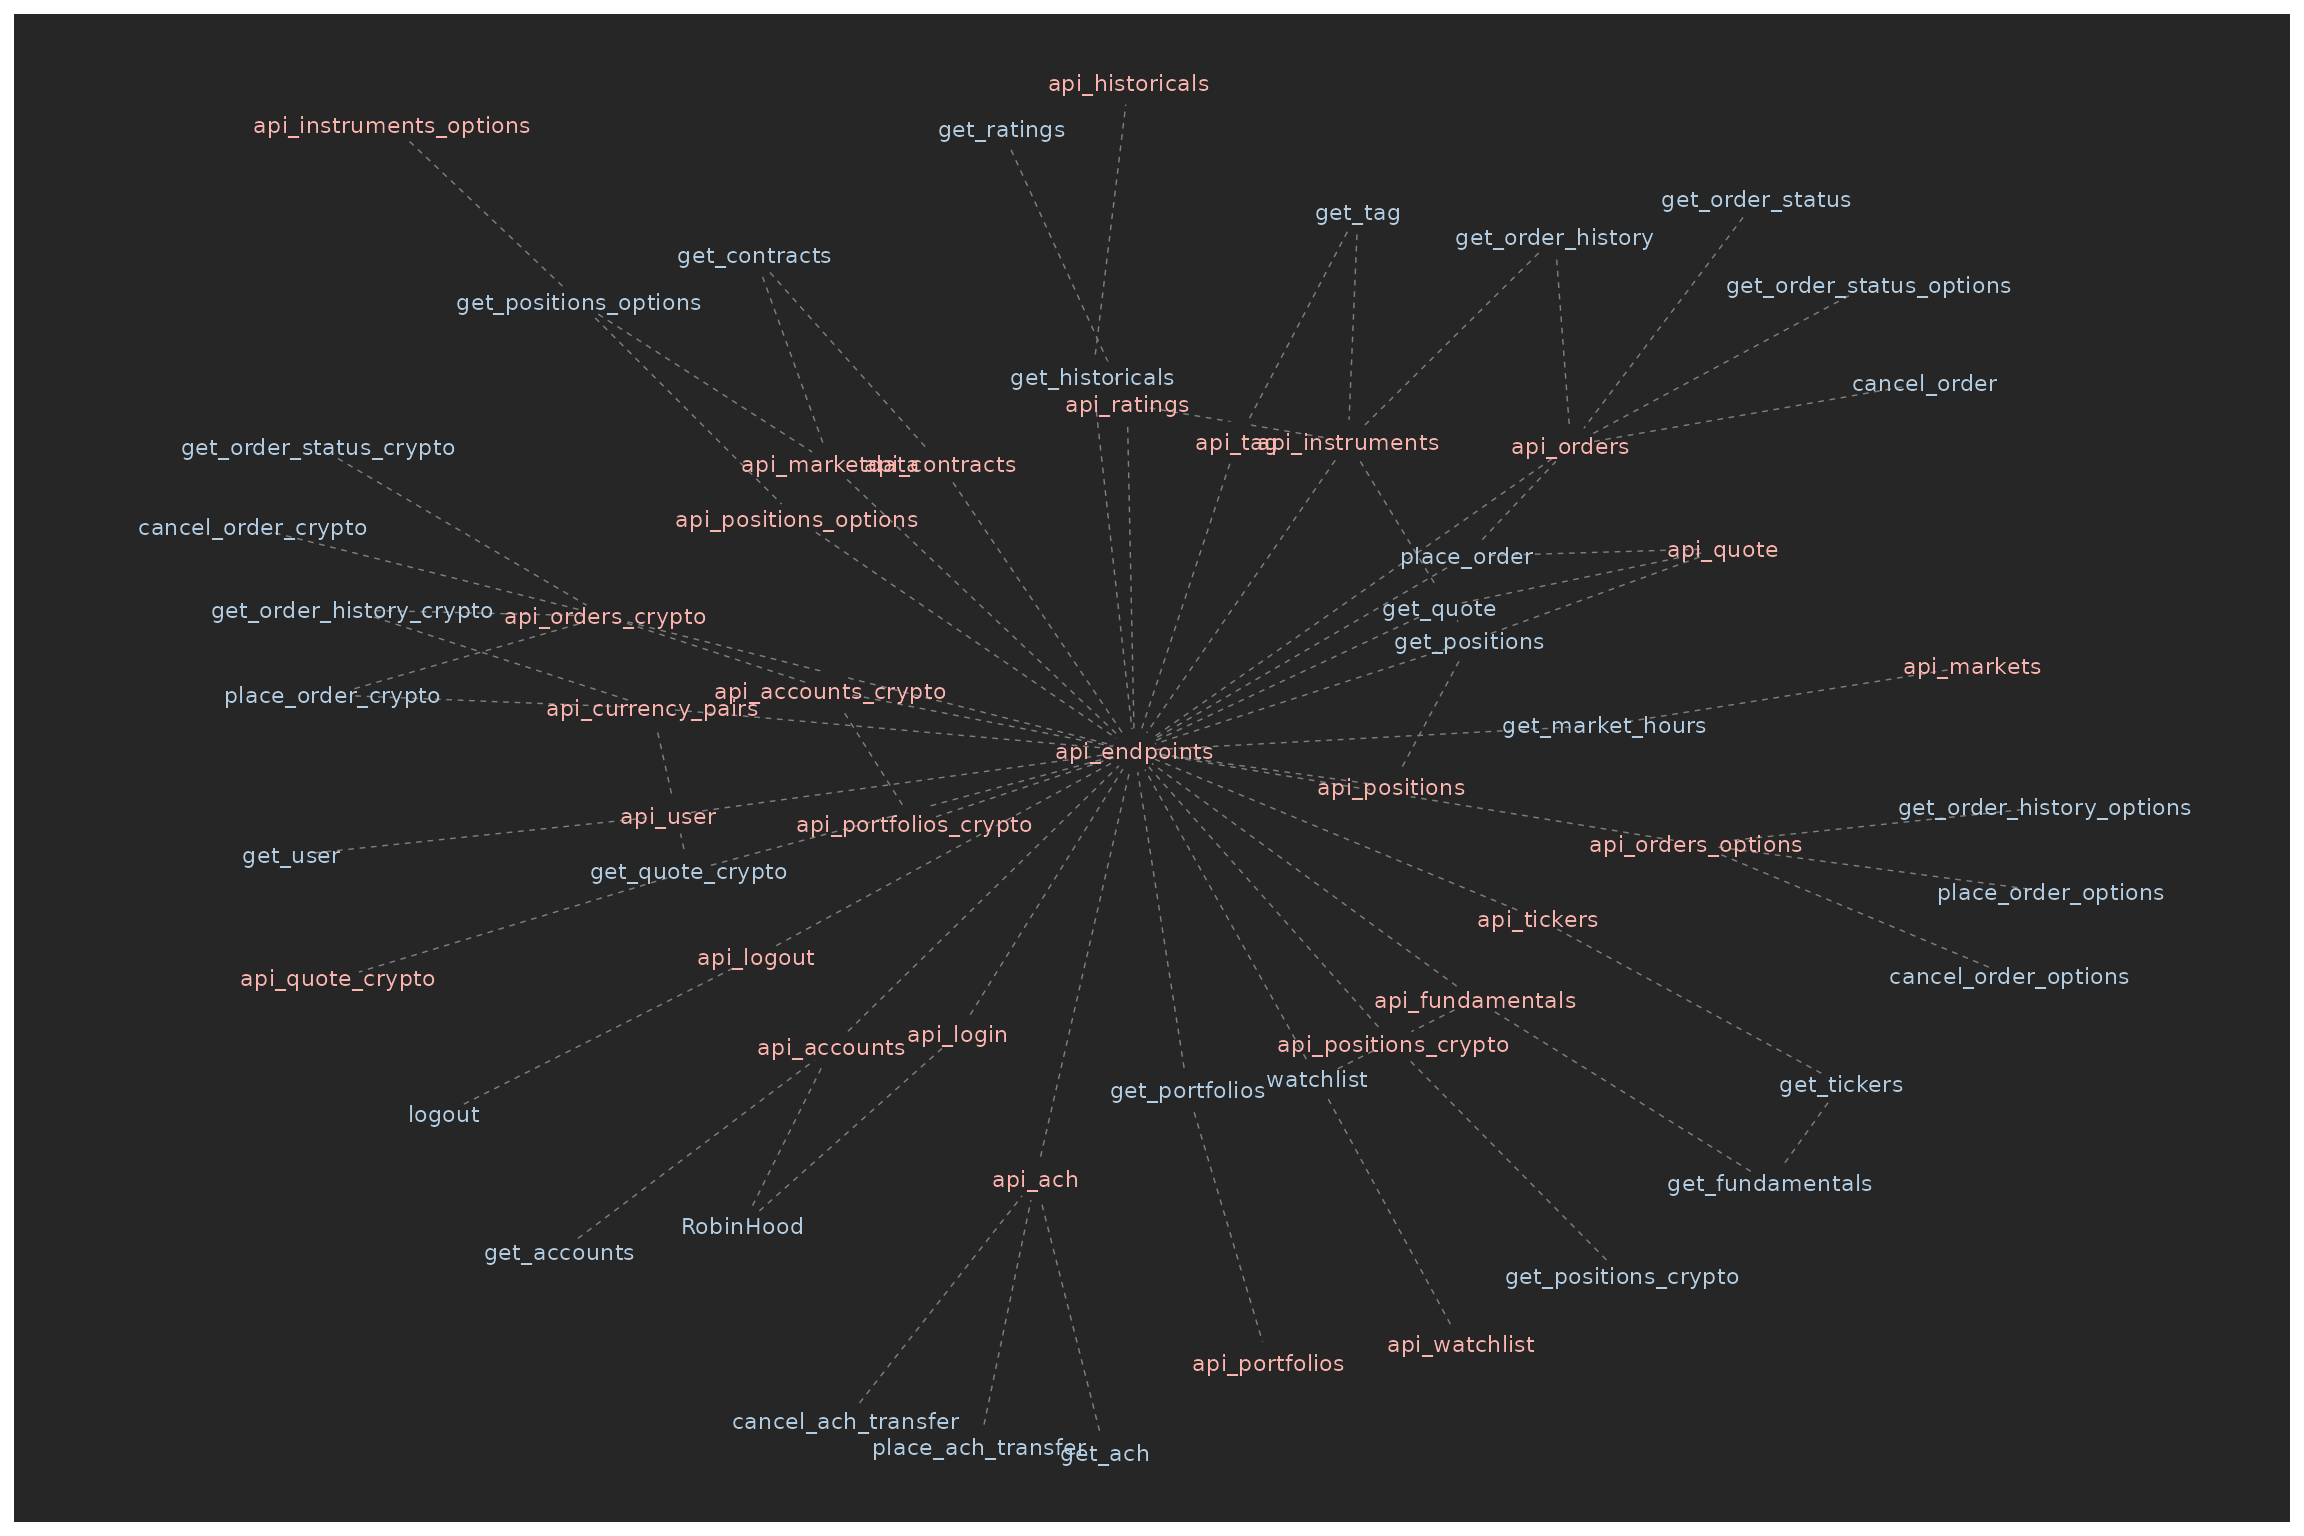 api_historicals
api_instruments_options
get_ratings
get_order_status
get_tag
get_order_history
get_contracts
get_order_status_options
get_positions_options
get_historicals
cancel_order
api_ratings
api_tag
api_instruments
api_orders
get_order_status_crypto
api_marketdata
api_contracts
api_positions_options
cancel_order_crypto
api_quote
place_order
get_order_history_crypto
api_orders_crypto
get_quote
get_positions
api_markets
place_order_crypto
api_accounts_crypto
api_currency_pairs
get_market_hours
api_endpoints
api_positions
get_order_history_options
api_user
api_portfolios_crypto
api_orders_options
get_user
get_quote_crypto
place_order_options
api_tickers
api_logout
api_quote_crypto
cancel_order_options
api_fundamentals
api_login
api_accounts
api_positions_crypto
watchlist
get_portfolios
get_tickers
logout
api_ach
get_fundamentals
RobinHood
get_accounts
get_positions_crypto
api_watchlist
api_portfolios
cancel_ach_transfer
place_ach_transfer
get_ach